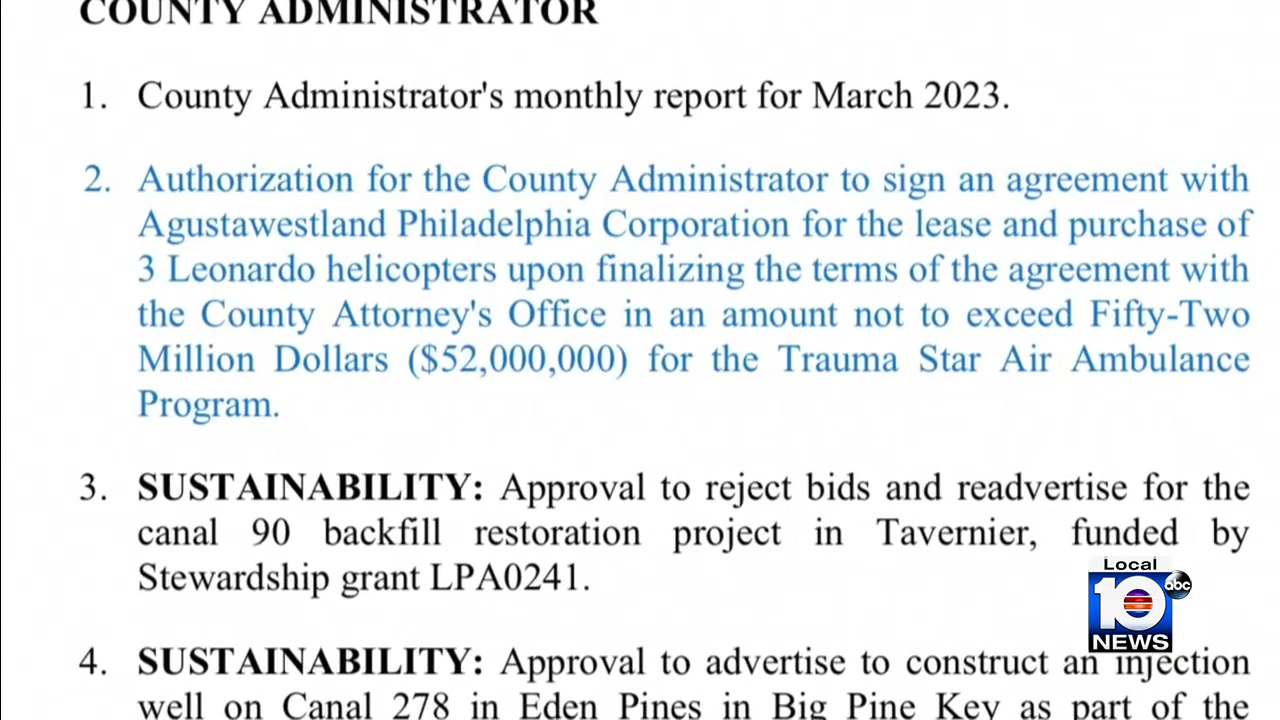 COUNTY ADMINISTRATOR
1. County Administrator's monthly report for March 2023.
2. Authorization for the County Administrator to sign an agreement with
Agustawestland Philadelphia Corporation for the lease and purchase of
3 Leonardo helicopters upon finalizing the terms of the agreement with
the County Attorney's Office in an amount not to exceed Fifty-Two
Million Dollars ($52,000,000) for the Trauma Star Air Ambulance
Program.
3. SUSTAINABILITY: Approval to reject bids and readvertise for the
canal 90 backfill restoration project in Tavernier, funded by
Stewardship grant LPA0241.
4. SUSTAINABILITY: Approval to advertise to construct an injection
well on Canal 278 in Eden Pines in Big Pine Key as part of the
Local
10 abc
NEWS